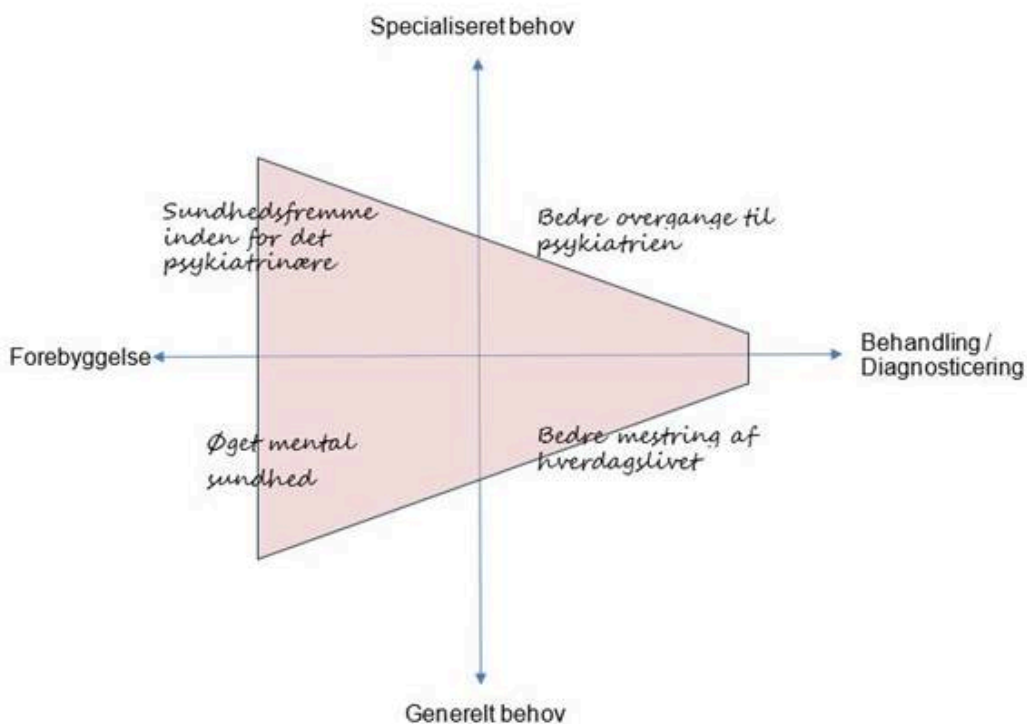 Specialiseret behov
Sundhedsfremme
inden for det
psykiatrinære
Bedre overgange til
psykiatrien
Forebyggelse
Behandling /
Diagnosticering
Øget mental
sundhed
Bedre mestring af
hverdagslivet
Generelt behov